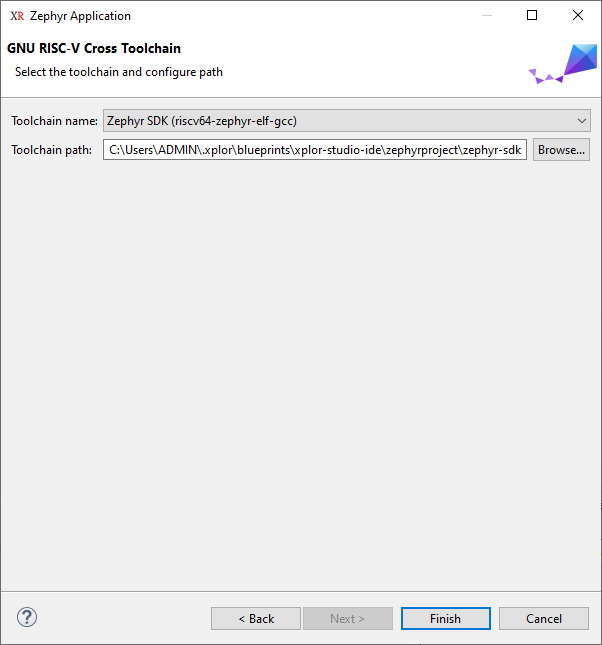 XR Zephyr Application
GNU RISC-V Cross Toolchain
Select the toolchain and configure path
Toolchain name: Zephyr SDK (riscv64-zephyr-elf-gcc)
Toolchain path: C:\Users\ADMIN\.xplor\blueprints\xplor-studio-ide\zephyrproject\zephyr-sdk Browse...
? < Back Next > Finish Cancel